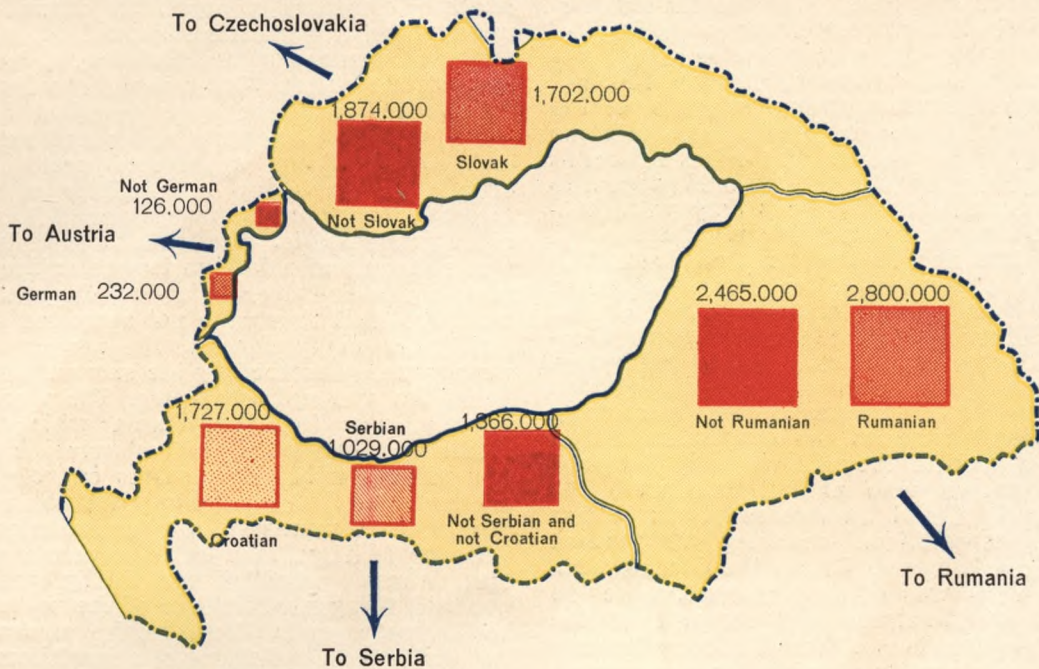 To Czechoslovakia
1,874.000
Not Slovak
1,702.000
Slovak
Not German
126.000
To Austria
German 232.000
2,465.000
Not Rumanian
2,800.000
Rumanian
1,727.000
Croatian
Serbian
1 029.000
1,366.000
Not Serbian and
not Croatian
To Rumania
To Serbia